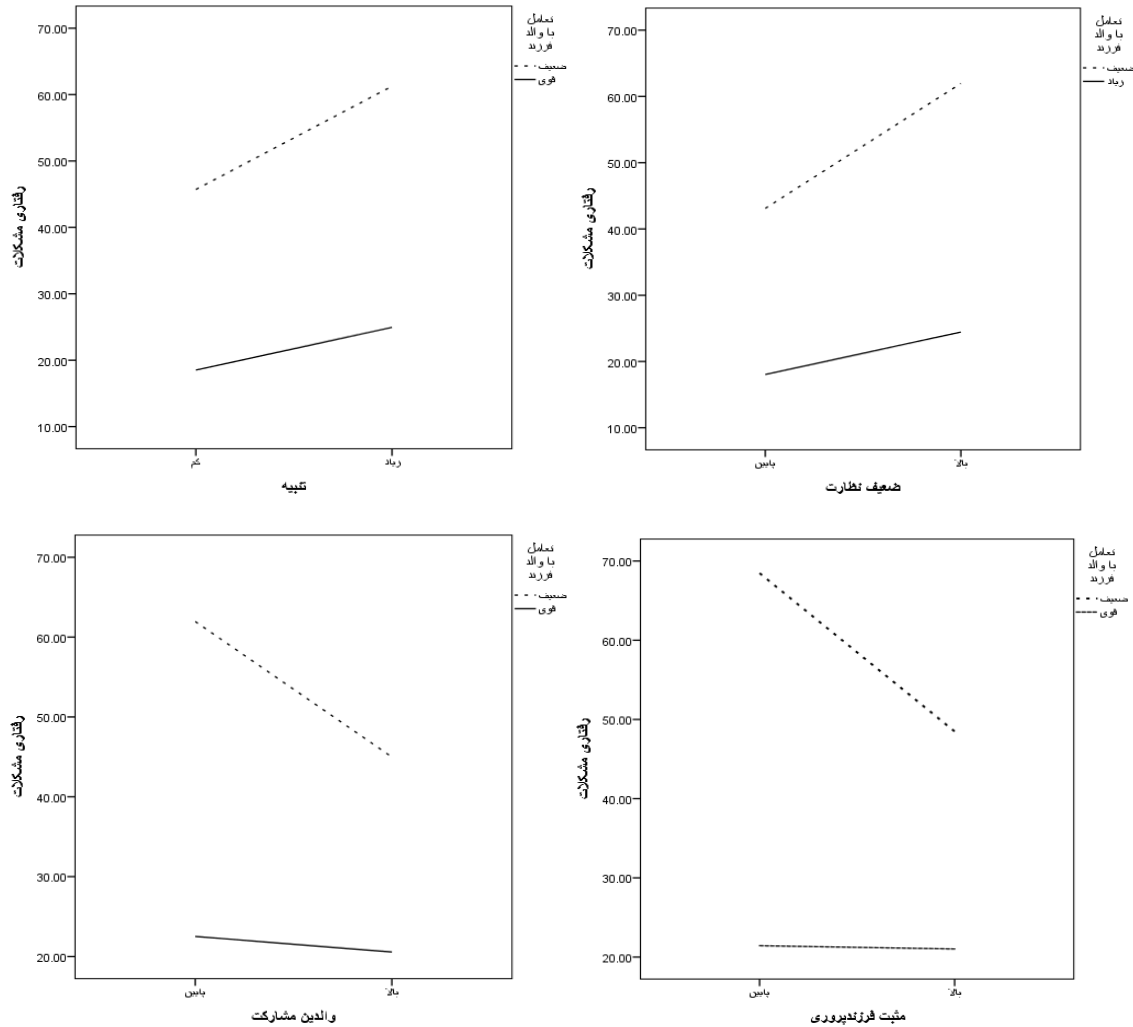 70.00
60.00
50.00
40.00
30.00
20.00
10.00
رفتاری مشکلات
کم
زیاد
تنبیه
تعامل
با والد
فرزند
ضعیف
قوی
70.00
60.00
50.00
40.00
30.00
20.00
10.00
رفتاری مشکلات
پایین
بالا
ضعیف نظارت
تعامل
با والد
فرزند
ضعیف
زیاد
70.00
60.00
50.00
40.00
30.00
20.00
رفتاری مشکلات
پایین
بالا
والدین مشارکت
تعامل
با والد
فرزند
ضعیف
قوی
70.00
60.00
50.00
40.00
30.00
20.00
رفتاری مشکلات
پایین
بالا
مثبت فرزندپروری
تعامل
با والد
فرزند
ضعیف
قوی